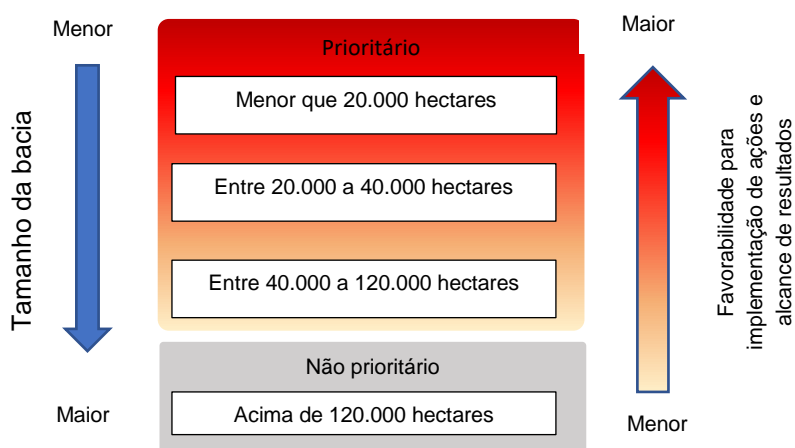 Menor
Tamanho da bacia
Maior
Prioritário
Menor que 20.000 hectares
Entre 20.000 a 40.000 hectares
Entre 40.000 a 120.000 hectares
Não prioritário
Acima de 120.000 hectares
Maior
Favorabilidade para
implementação de ações e
alcance de resultados
Menor